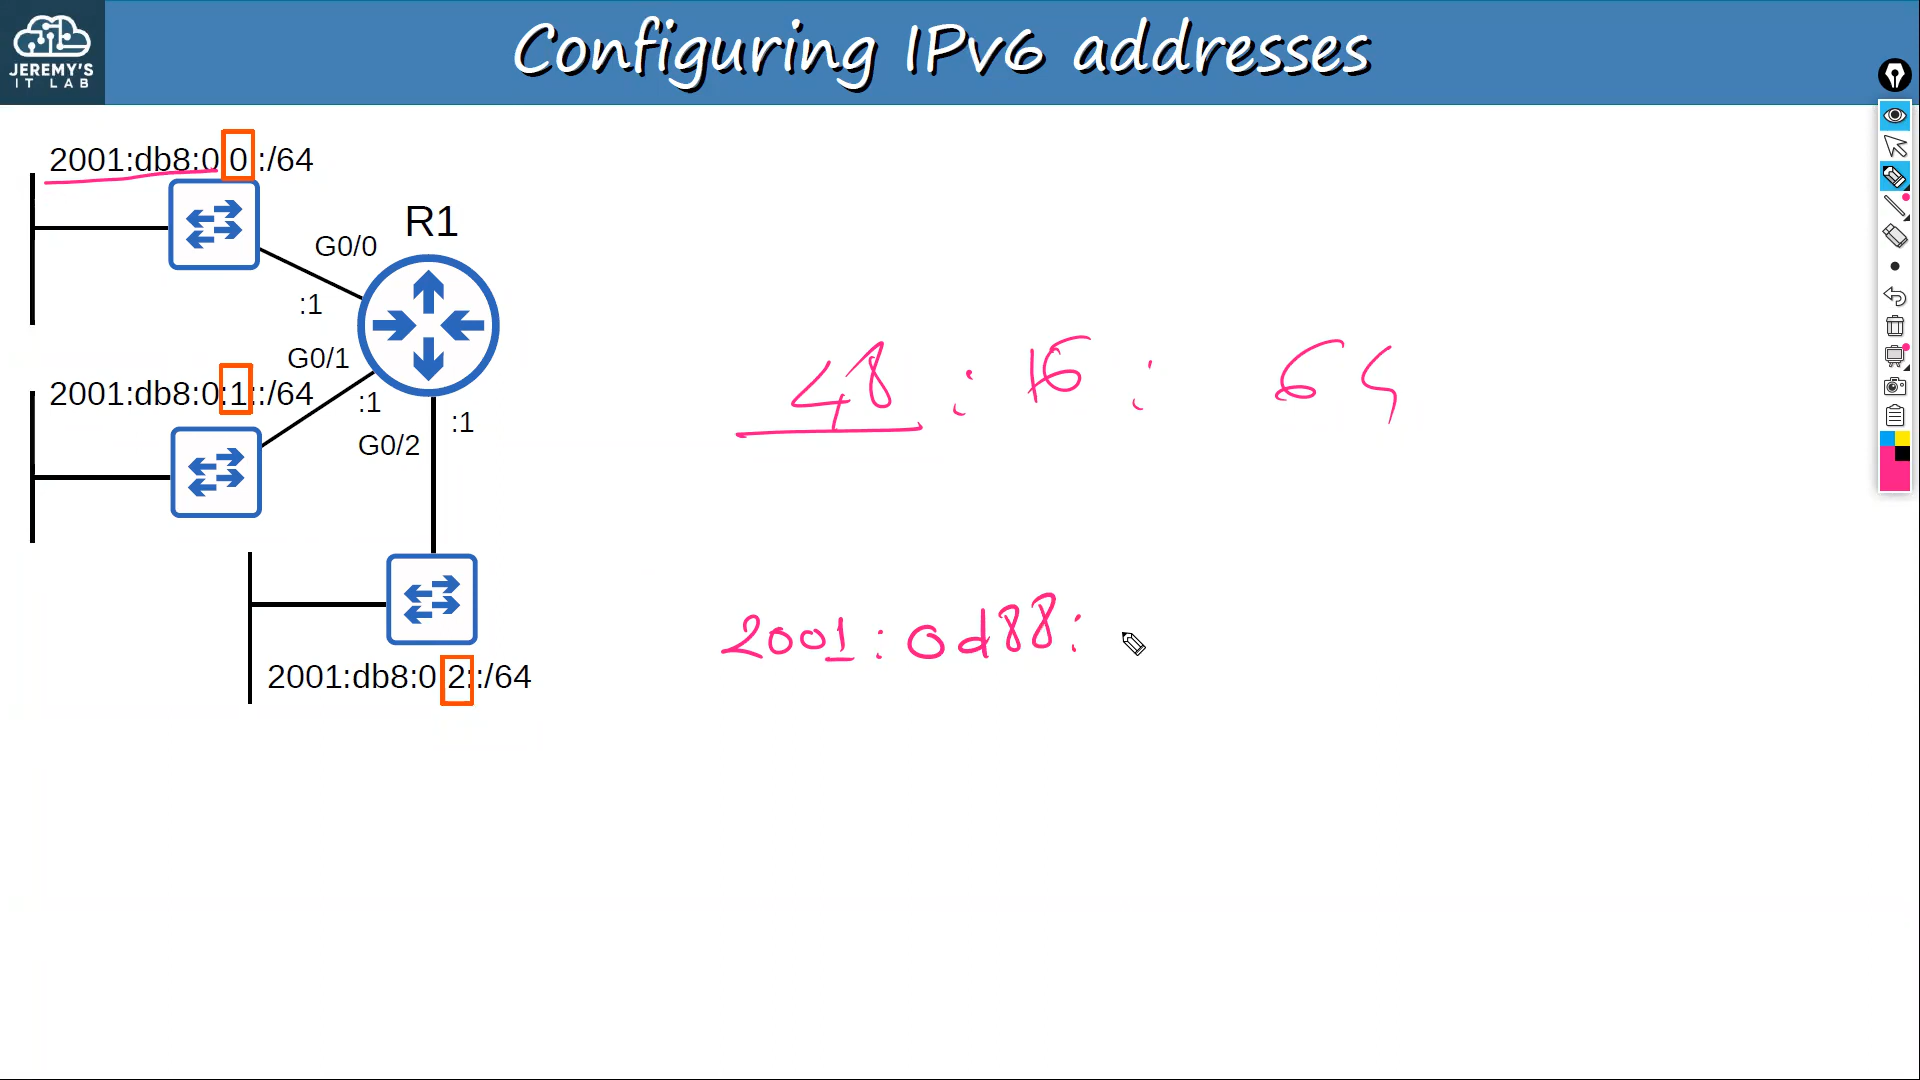 JEREMY'S
IT LAB
Configuring IPv6 addresses
2001:db8:0 0 :/64
R1
G0/0
:1
G0/1
2001:db8:0:1::/64
:1
:1
G0/2
48 : 16 : 64
2001 : 0d88:
2001:db8:0 2::/64